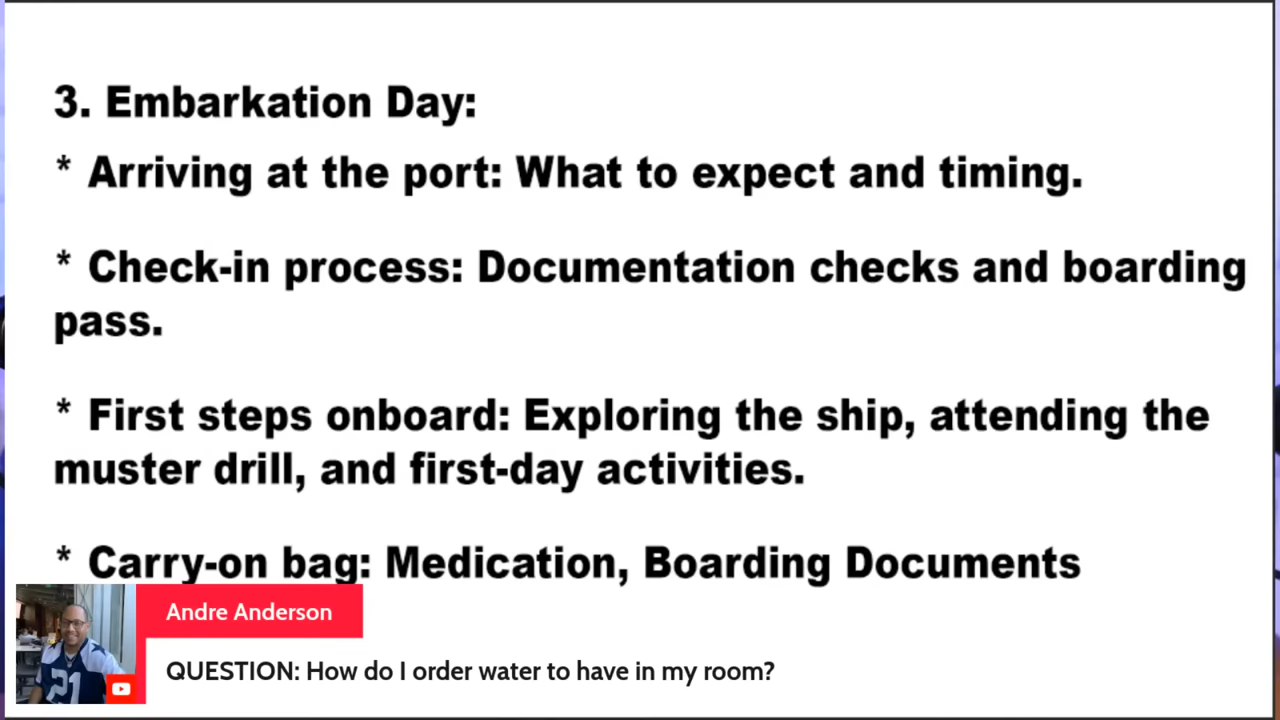 3. Embarkation Day:
* Arriving at the port: What to expect and timing.
* Check-in process: Documentation checks and boarding
pass.
* First steps onboard: Exploring the ship, attending the
muster drill, and first-day activities.
* Carry-on bag: Medication, Boarding Documents
Andre Anderson
21
QUESTION: How do I order water to have in my room?